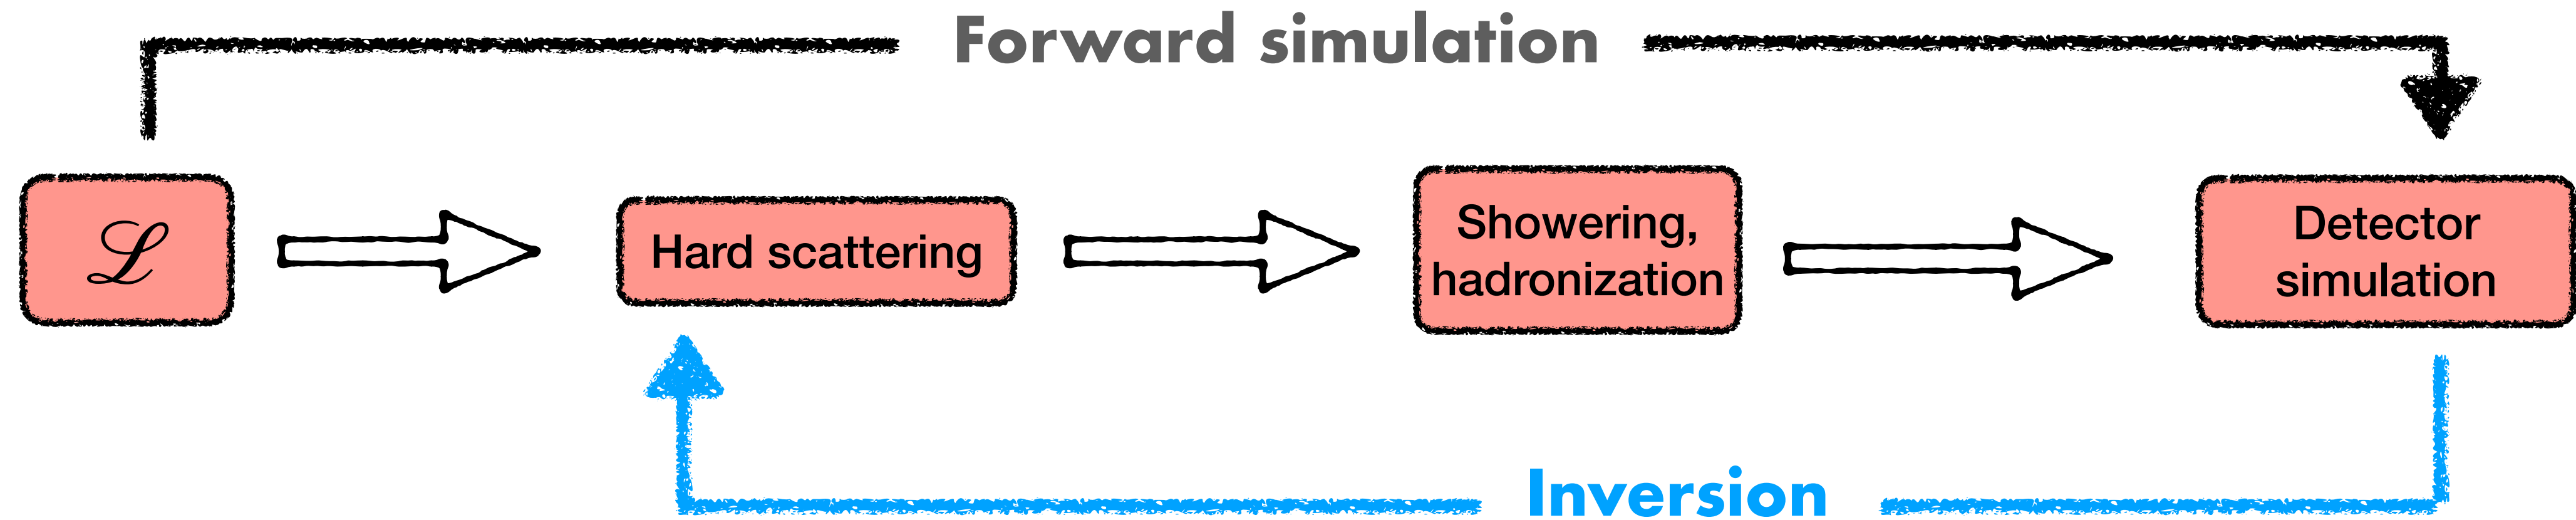 Forward simulation
ℒ
Hard scattering
Showering,
hadronization
Detector
simulation
Inversion